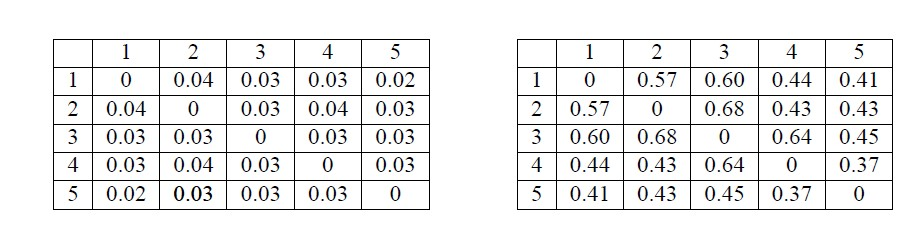 1 2 3 4 5
1 0 0.04 0.03 0.03 0.02
2 0.04 0 0.03 0.04 0.03
3 0.03 0.03 0 0.03 0.03
4 0.03 0.04 0.03 0 0.03
5 0.02 0.03 0.03 0.03 0
1 2 3 4 5
1 0 0.57 0.60 0.44 0.41
2 0.57 0 0.68 0.43 0.43
3 0.60 0.68 0 0.64 0.45
4 0.44 0.43 0.64 0 0.37
5 0.41 0.43 0.45 0.37 0